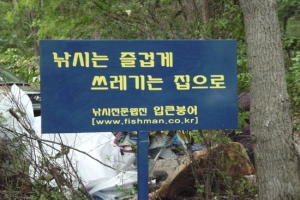 낚시는 즐겁게
쓰레기는 집으로
낚시전문웹진 입큰붕어
[www.fishman.co.kr]